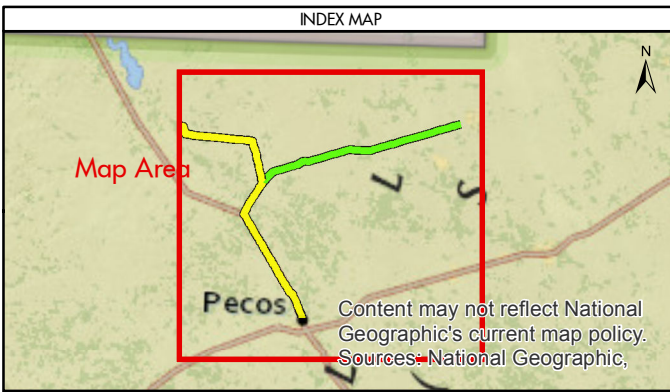 INDEX MAP
N
Map Area
L
S
Pecos
Content may not reflect National
Geographic's current map policy.
Sources: National Geographic,
L